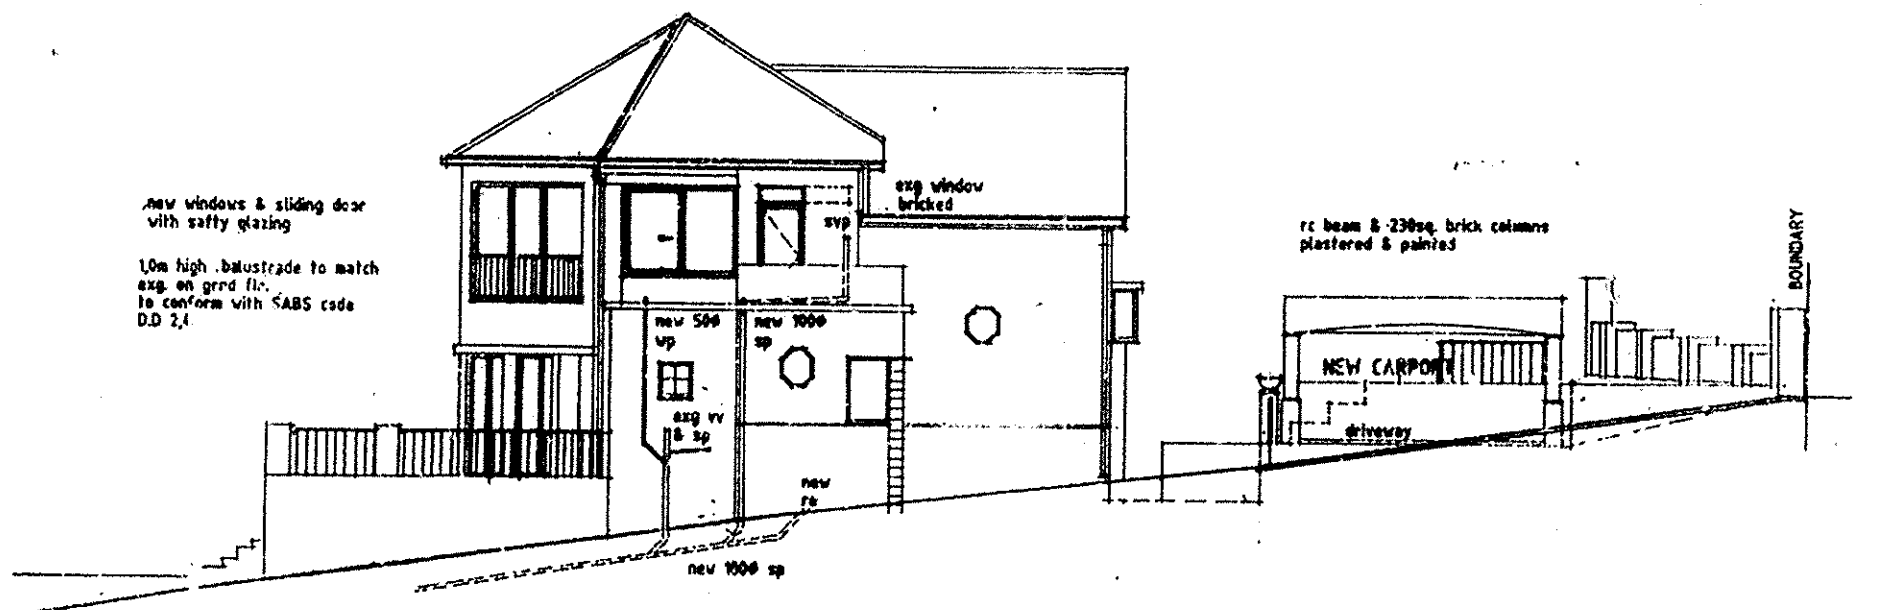 new windows & sliding door
with safty glazing
1,0m high balustrade to match
exg. on grnd flr.
to conform with SABS code
D.D 2,4
exg window
bricked
svp
new 50Ø
wp
new 100Ø
sp
exg vv
& sp
new
re
new 100Ø sp
rc beam & 230sq. brick columns
plastered & painted
NEW CARPORT
driveway
BOUNDARY